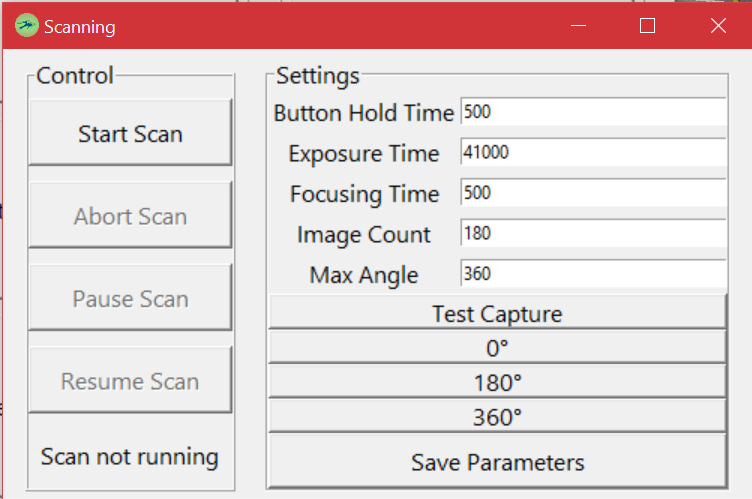 Scanning
Control
Start Scan
Abort Scan
Pause Scan
Resume Scan
Scan not running
Settings
Button Hold Time 500
Exposure Time 41000
Focusing Time 500
Image Count 180
Max Angle 360
Test Capture
0°
180°
360°
Save Parameters